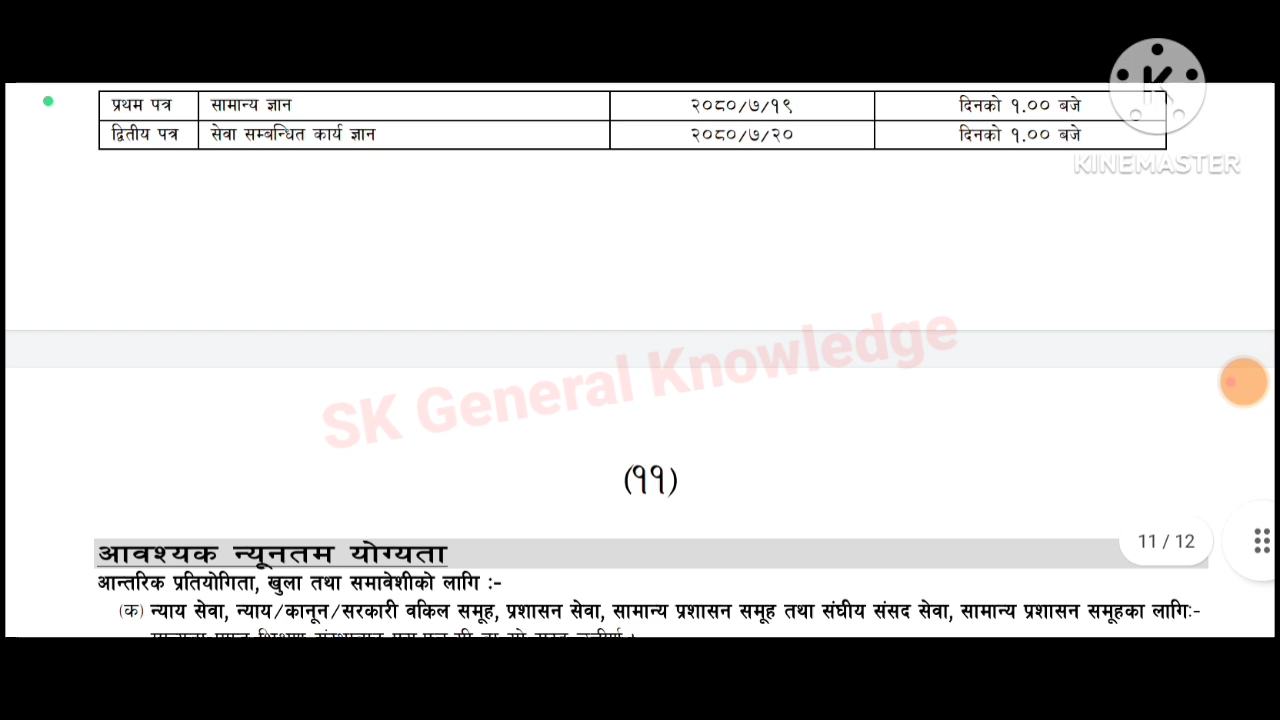 प्रथम पत्र सामान्य ज्ञान २०८०/७/१९ दिनको १.०० बजे
द्वितीय पत्र सेवा सम्बन्धित कार्य ज्ञान २०८०/७/२० दिनको १.०० बजे
KINEMASTER
SK General Knowledge
(११)
आवश्यक न्यूनतम योग्यता
11 / 12
आन्तरिक प्रतियोगिता, खुला तथा समावेशीको लागि :-
(क) न्याय सेवा, न्याय/कानून/सरकारी वकिल समूह, प्रशासन सेवा, सामान्य प्रशासन समूह तथा संघीय संसद सेवा, सामान्य प्रशासन समूहका लागिः-